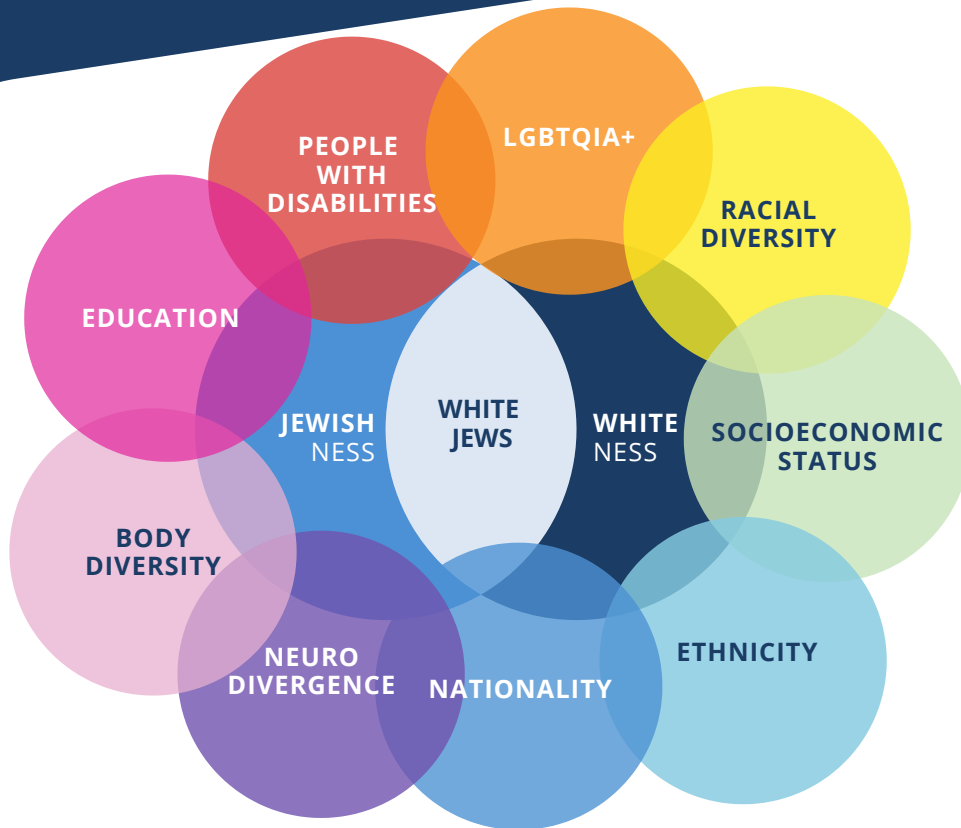 PEOPLE
WITH
DISABILITIES
LGBTQIA+
RACIAL
DIVERSITY
EDUCATION
JEWISH
NESS
WHITE
JEWS
WHITE
NESS
SOCIOECONOMIC
STATUS
BODY
DIVERSITY
NEURO
DIVERGENCE
NATIONALITY
ETHNICITY